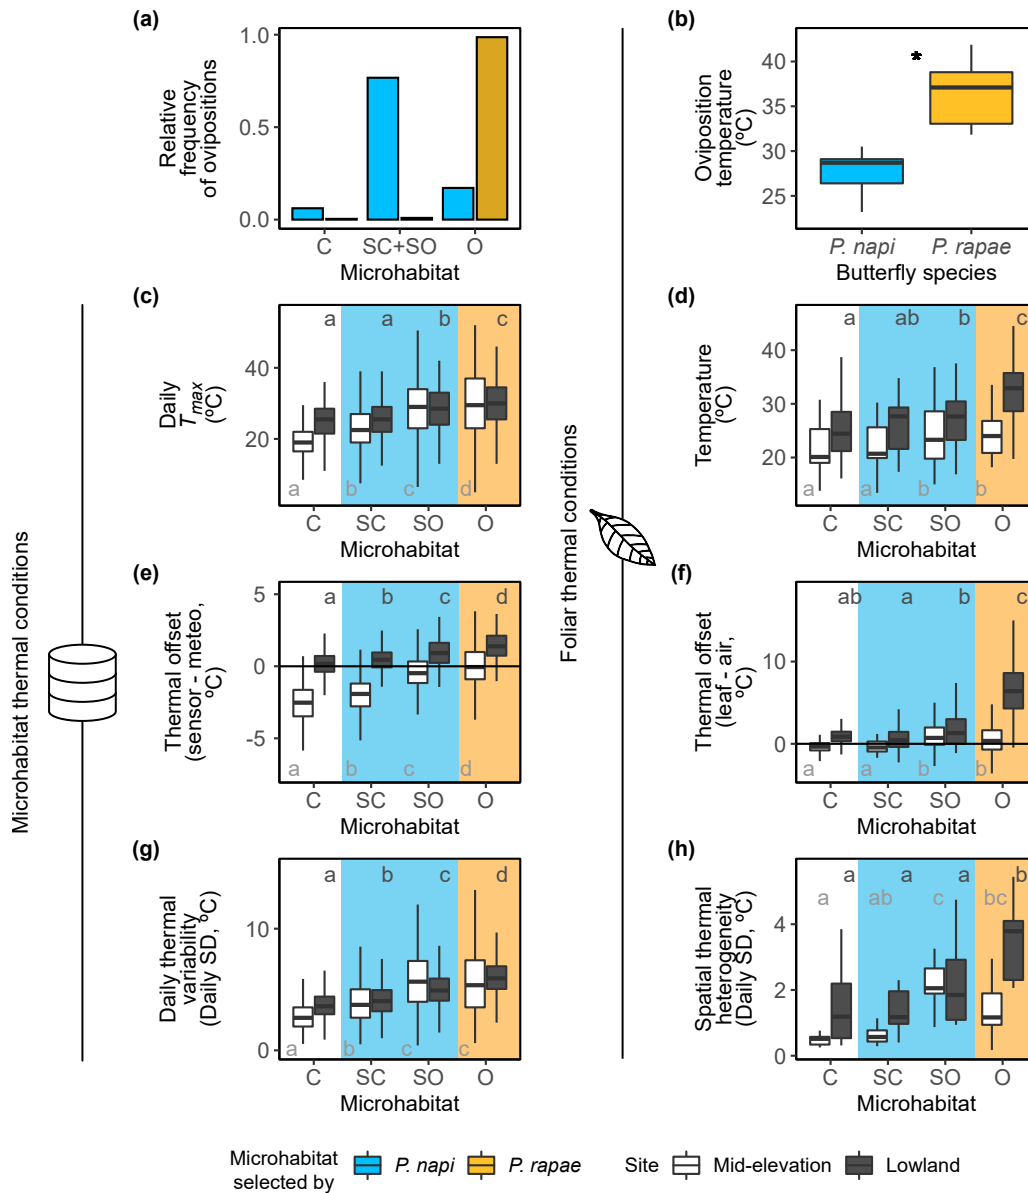 (a)
Relative
frequency
of ovipositions
1.0
0.5
0.0
C SC+SO O
Microhabitat
(b)
Oviposition
temperature
(ºC)
40
35
30
25
*
P. napi P. rapae
Butterfly species
Microhabitat thermal conditions
Foliar thermal conditions
(c)
Daily
Tmax
(ºC)
40
20
a a b c
a b c d
C SC SO O
Microhabitat
(d)
Temperature
(ºC)
40
30
20
a ab b c
a a b b
C SC SO O
Microhabitat
(e)
Thermal offset
(sensor - meteo,
ºC)
5
0
-5
a b c d
a b c d
C SC SO O
Microhabitat
(f)
Thermal offset
(leaf - air,
ºC)
10
0
ab a b c
a a b b
C SC SO O
Microhabitat
(g)
Daily thermal
variability
(Daily SD, ºC)
10
5
0
a b c d
a b c c
C SC SO O
Microhabitat
(h)
Spatial thermal
heterogeneity
(Daily SD, ºC)
4
2
0
a a a b
a ab c bc
C SC SO O
Microhabitat
Microhabitat
selected by
P. napi P. rapae
Site Mid-elevation Lowland